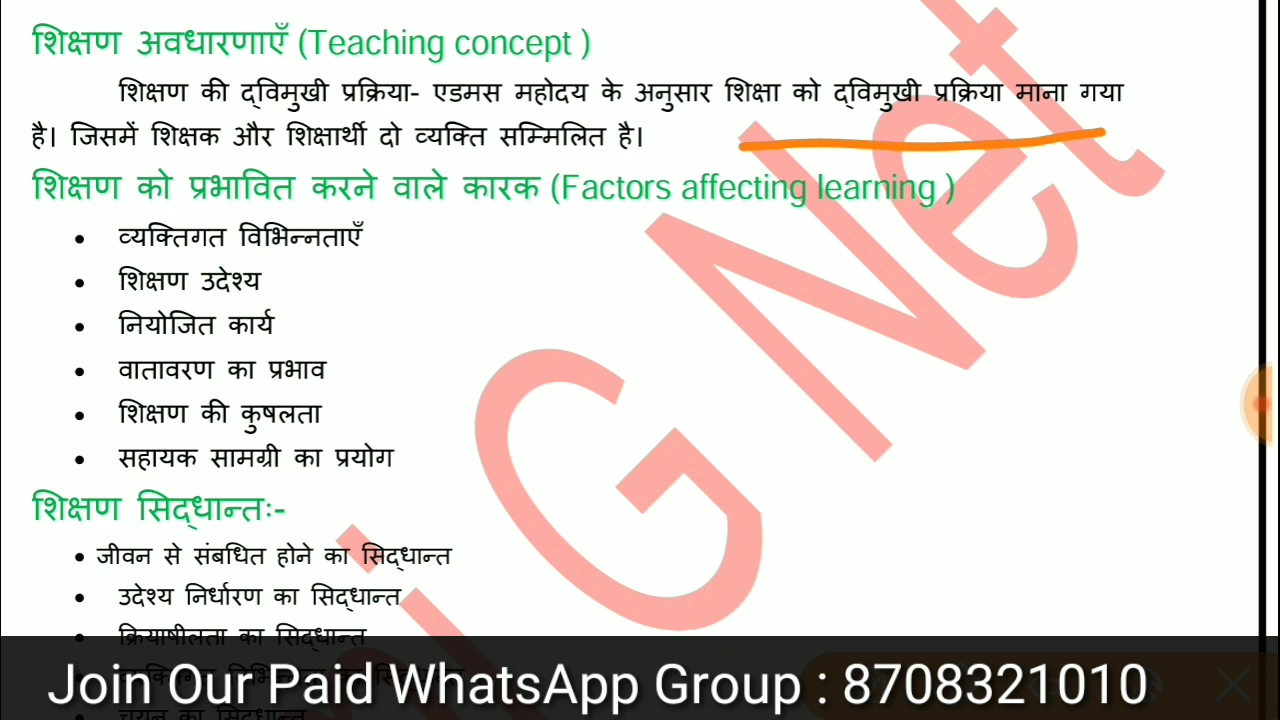 शिक्षण अवधारणाएँ (Teaching concept )
शिक्षण की द्विमुखी प्रक्रिया- एडमस महोदय के अनुसार शिक्षा को द्विमुखी प्रक्रिया माना गया
है। जिसमें शिक्षक और शिक्षार्थी दो व्यक्ति सम्मिलित है।
शिक्षण को प्रभावित करने वाले कारक (Factors affecting learning )
• व्यक्तिगत विभिन्नताएँ
• शिक्षण उदेश्य
• नियोजित कार्य
• वातावरण का प्रभाव
• शिक्षण की कुषलता
• सहायक सामग्री का प्रयोग
शिक्षण सिद्धान्तः-
• जीवन से संबधित होने का सिद्धान्त
• उदेश्य निर्धारण का सिद्धान्त
• क्रियाषीलता का सिद्धान्त
Join Our Paid WhatsApp Group : 8708321010
• चयन का सिद्धान्त
i G Net